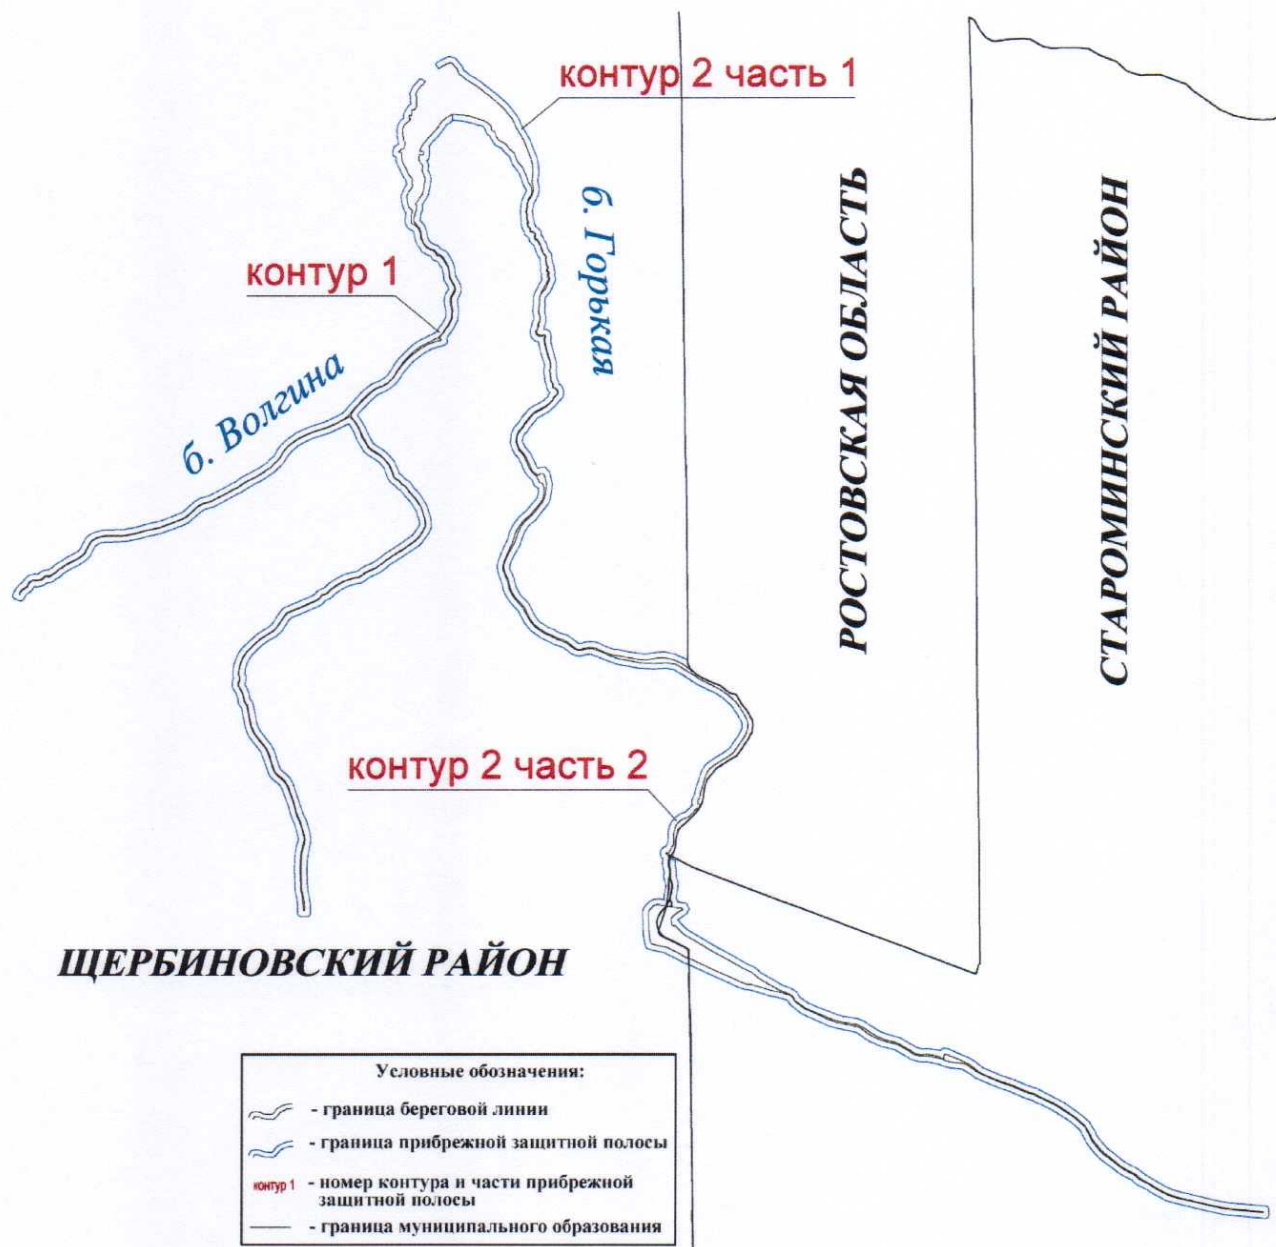 контур 2 часть 1
б. Горькая
РОСТОВСКАЯ ОБЛАСТЬ
СТАРОМИНСКИЙ РАЙОН
контур 1
б. Волгина
контур 2 часть 2
ЩЕРБИНОВСКИЙ РАЙОН
Условные обозначения:
- граница береговой линии
- граница прибрежной защитной полосы
контур 1 - номер контура и части прибрежной
защитной полосы
- граница муниципального образования